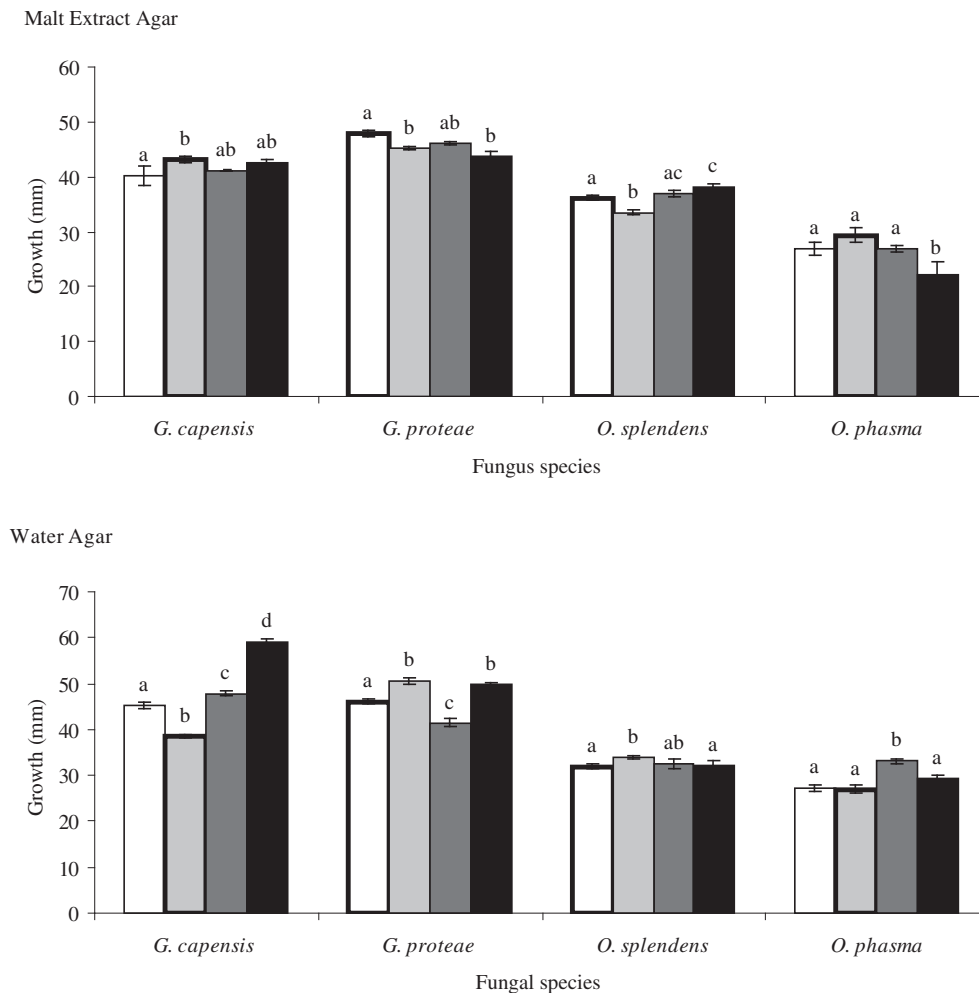 Malt Extract Agar
60
50
40
30
20
10
0
Growth (mm)
a b ab ab
a b ab b
a b ac c
a a a b
G. capensis G. proteae O. splendens O. phasma
Fungus species
Water Agar
70
60
50
40
30
20
10
0
Growth (mm)
a b c d
a b c b
a b ab a
a a b a
G. capensis G. proteae O. splendens O. phasma
Fungal species